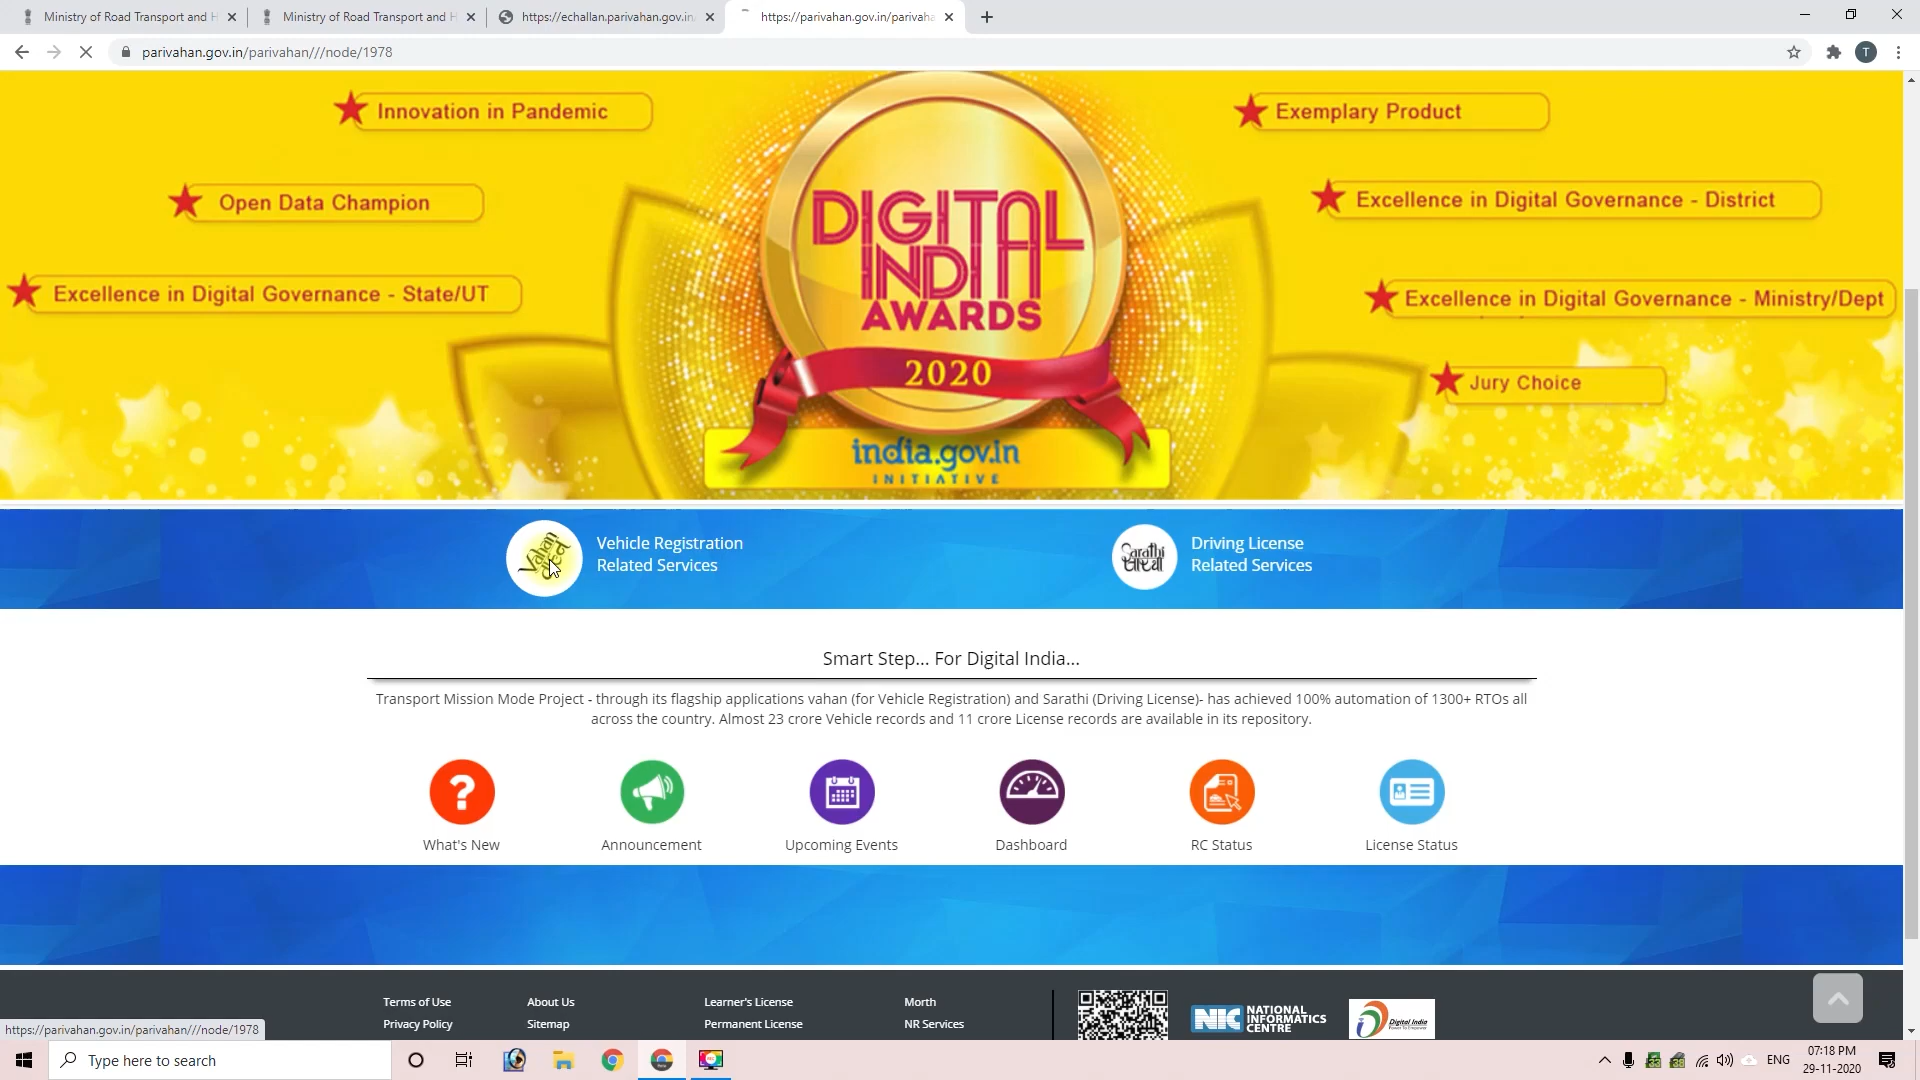 Ministry of Road Transport and H
Ministry of Road Transport and H
https://echallan.parivahan.gov.in
https://parivahan.gov.in/parivaha
parivahan.gov.in/parivahan///node/1978
T
Innovation in Pandemic
Exemplary Product
Open Data Champion
Excellence in Digital Governance - District
Excellence in Digital Governance - State/UT
Excellence in Digital Governance - Ministry/Dept
Jury Choice
DIGITAL
INDIA
AWARDS
2020
india.gov.in
INITIATIVE
Vahan
Vehicle Registration
Related Services
Sarathi
सारथी
Driving License
Related Services
Smart Step... For Digital India...
Transport Mission Mode Project - through its flagship applications vahan (for Vehicle Registration) and Sarathi (Driving License)- has achieved 100% automation of 1300+ RTOs all
across the country. Almost 23 crore Vehicle records and 11 crore License records are available in its repository.
What's New
Announcement
Upcoming Events
Dashboard
RC Status
License Status
Terms of Use
About Us
Learner's License
Morth
Privacy Policy
Sitemap
Permanent License
NR Services
NIC NATIONAL
INFORMATICS
CENTRE
Digital India
https://parivahan.gov.in/parivahan///node/1978
Type here to search
ENG
07:18 PM
29-11-2020